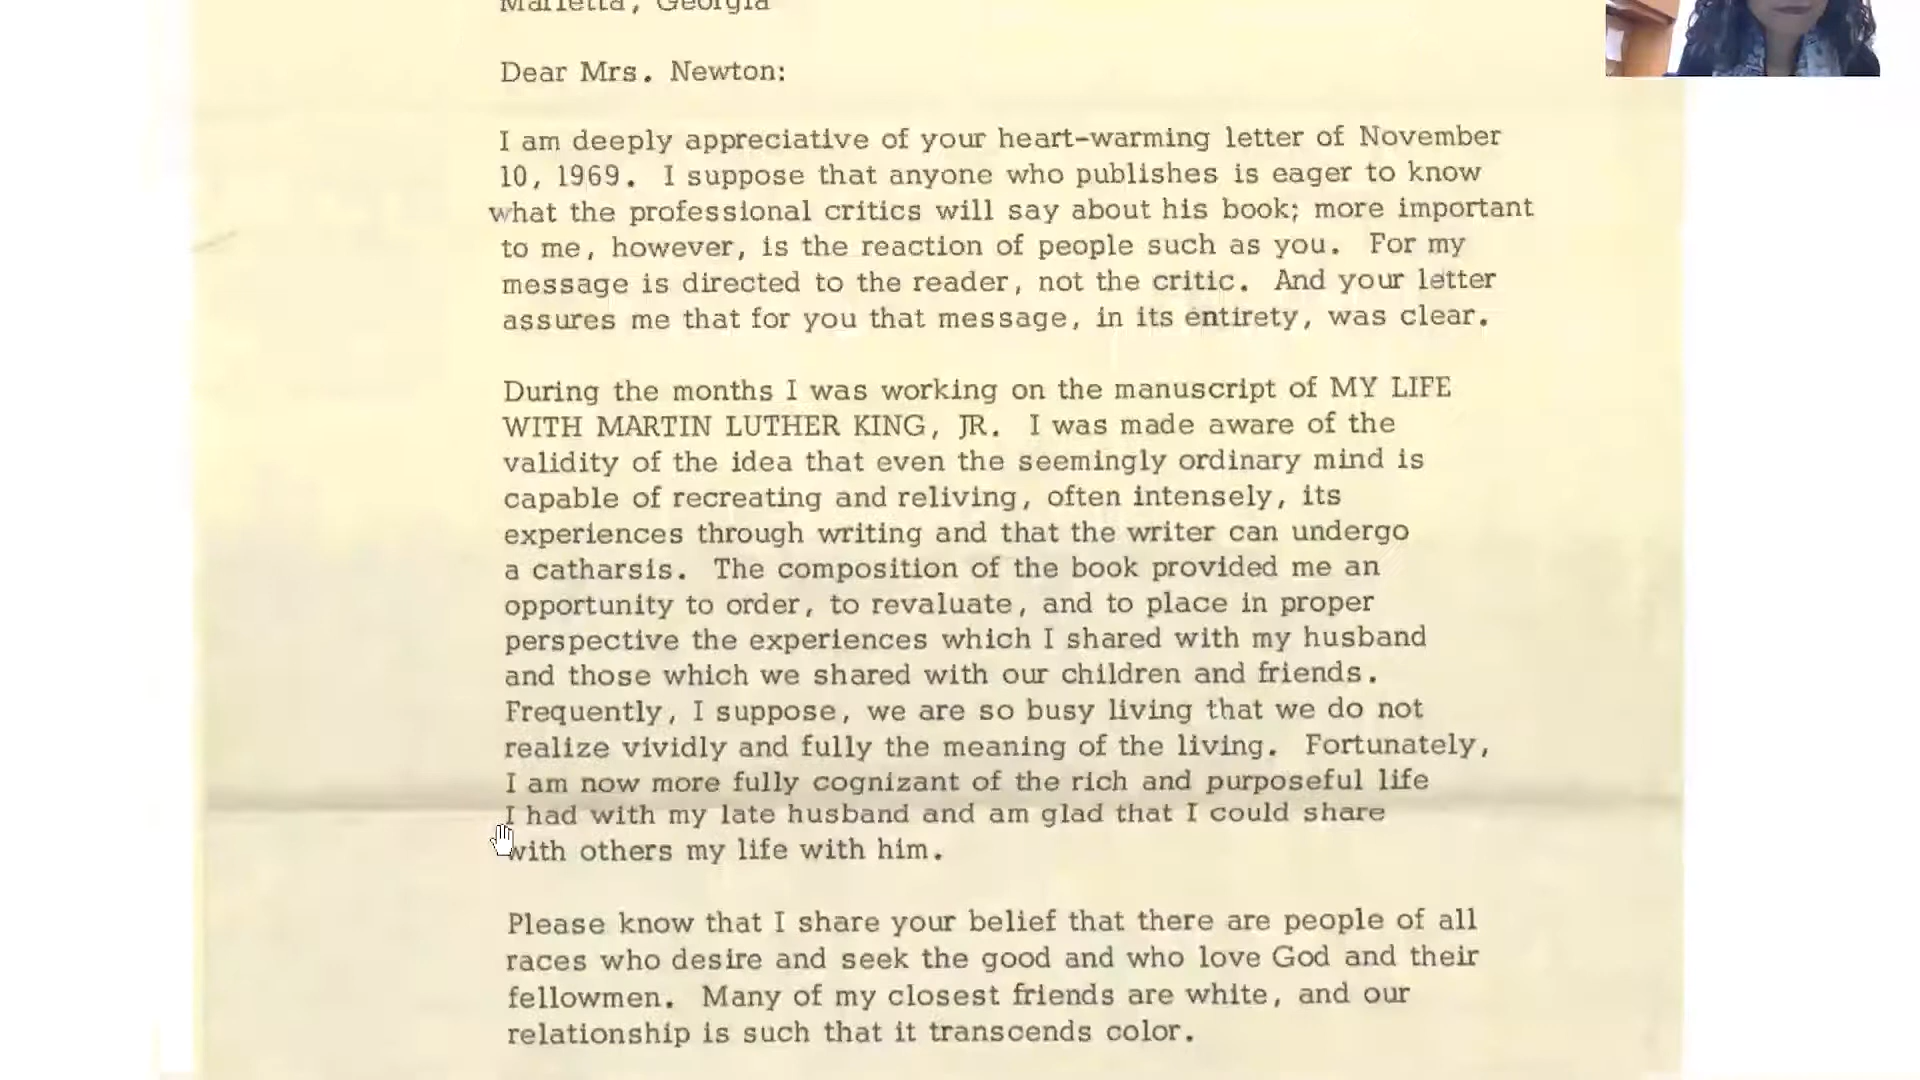 Marietta, Georgia
Dear Mrs. Newton:
I am deeply appreciative of your heart-warming letter of November
10, 1969. I suppose that anyone who publishes is eager to know
what the professional critics will say about his book; more important
to me, however, is the reaction of people such as you. For my
message is directed to the reader, not the critic. And your letter
assures me that for you that message, in its entirety, was clear.
During the months I was working on the manuscript of MY LIFE
WITH MARTIN LUTHER KING, JR. I was made aware of the
validity of the idea that even the seemingly ordinary mind is
capable of recreating and reliving, often intensely, its
experiences through writing and that the writer can undergo
a catharsis. The composition of the book provided me an
opportunity to order, to revaluate, and to place in proper
perspective the experiences which I shared with my husband
and those which we shared with our children and friends.
Frequently, I suppose, we are so busy living that we do not
realize vividly and fully the meaning of the living. Fortunately,
I am now more fully cognizant of the rich and purposeful life
I had with my late husband and am glad that I could share
with others my life with him.
Please know that I share your belief that there are people of all
races who desire and seek the good and who love God and their
fellowmen. Many of my closest friends are white, and our
relationship is such that it transcends color.